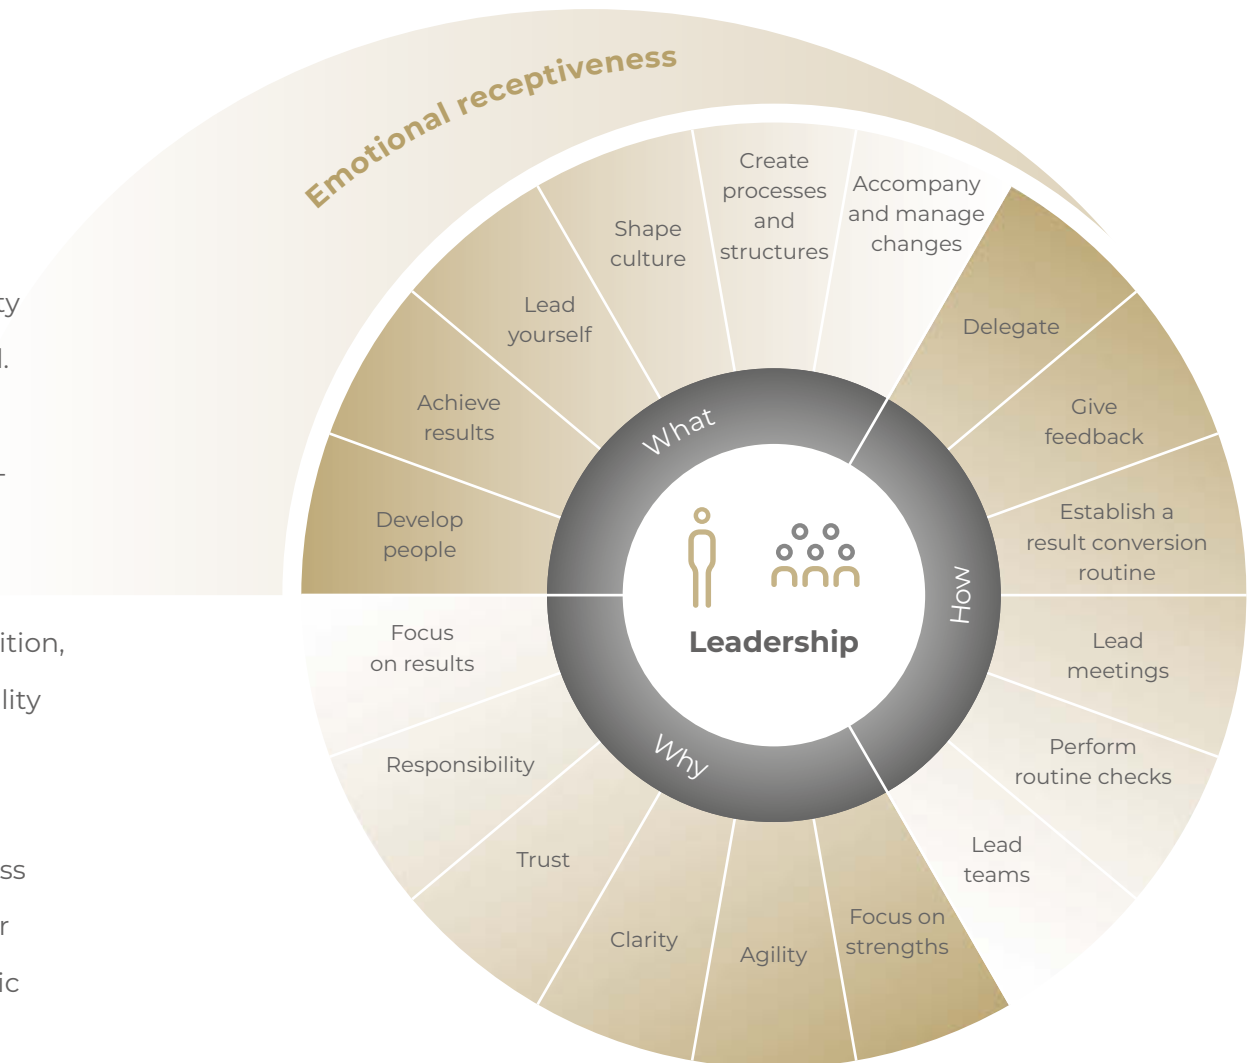 Emotional receptiveness
Create
processes
and
structures
Accompany
and manage
changes
Shape
culture
Lead
yourself
Achieve
results
Develop
people
Delegate
Give
feedback
Establish a
result conversion
routine
Lead
meetings
Perform
routine checks
Lead
teams
Focus on
strengths
Agility
Clarity
Trust
Responsibility
Focus
on results
What
How
Why
Leadership